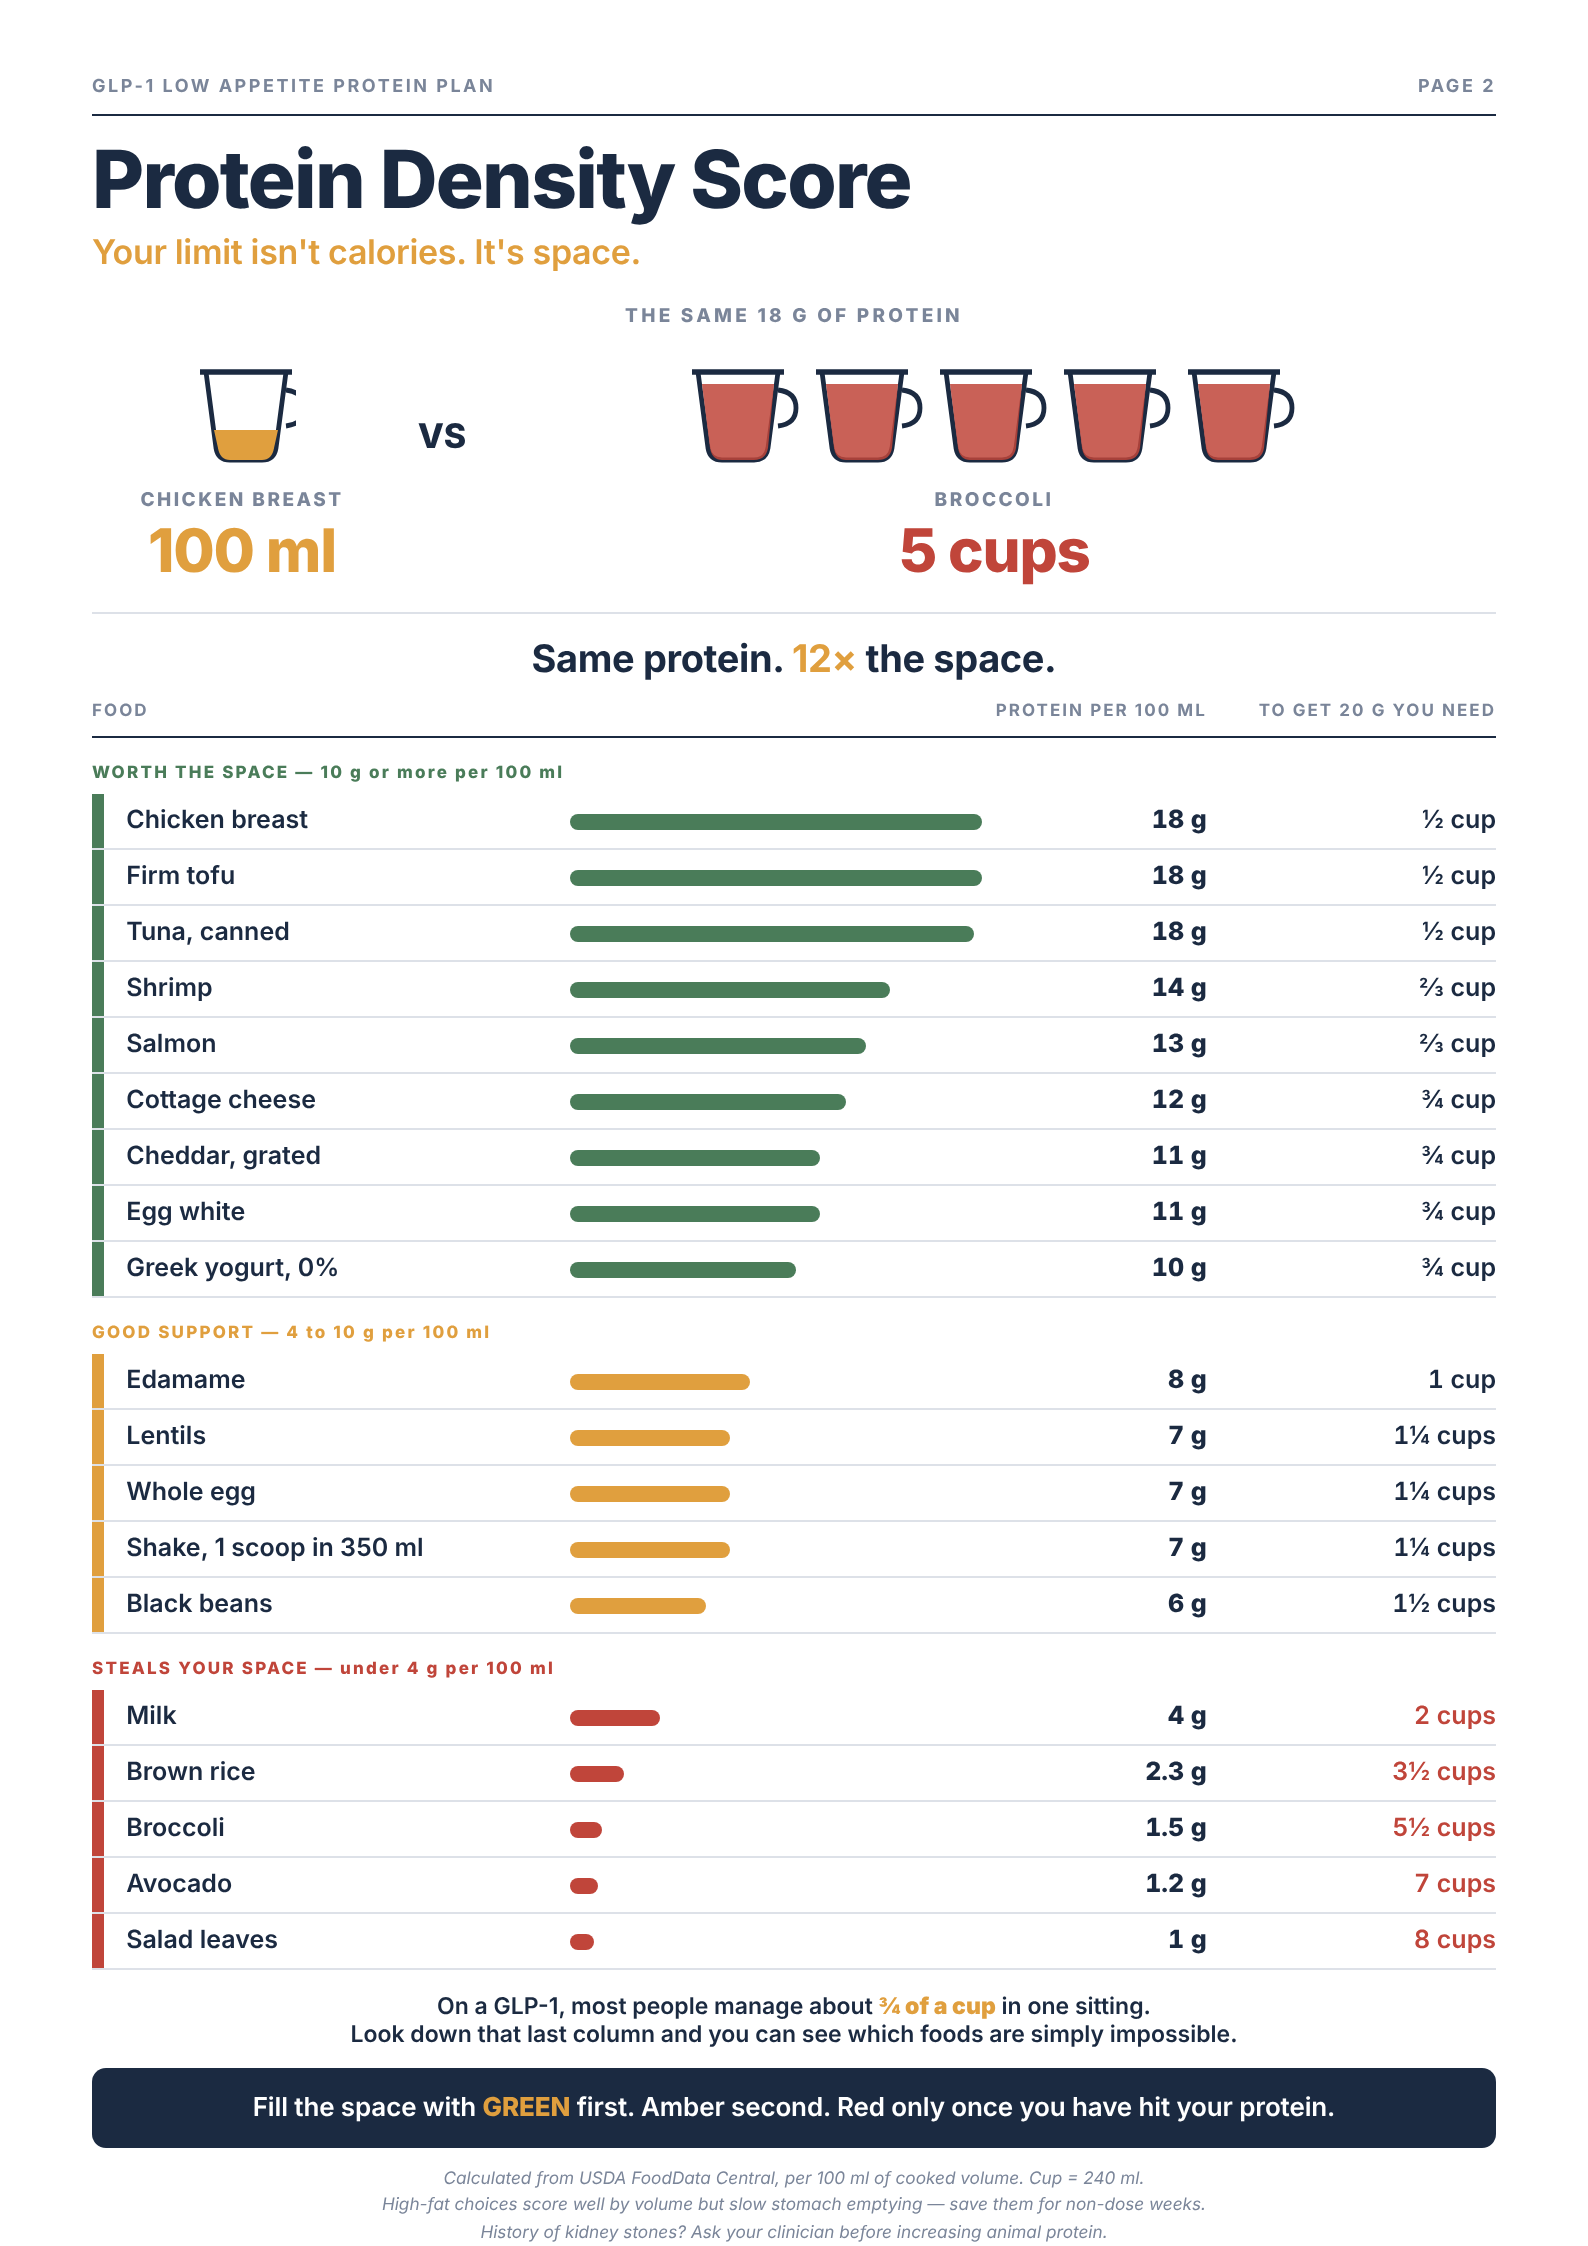 GLP-1 LOW APPETITE PROTEIN PLAN PAGE 2
Protein Density Score
Your limit isn't calories. It's space.
THE SAME 18 G OF PROTEIN
vs
CHICKEN BREAST BROCCOLI
100 ml 5 cups
Same protein. 12× the space.
FOOD PROTEIN PER 100 ML TO GET 20 G YOU NEED
WORTH THE SPACE — 10 g or more per 100 ml
Chicken breast 18 g ½ cup
Firm tofu 18 g ½ cup
Tuna, canned 18 g ½ cup
Shrimp 14 g ⅔ cup
Salmon 13 g ⅔ cup
Cottage cheese 12 g ¾ cup
Cheddar, grated 11 g ¾ cup
Egg white 11 g ¾ cup
Greek yogurt, 0% 10 g ¾ cup
GOOD SUPPORT — 4 to 10 g per 100 ml
Edamame 8 g 1 cup
Lentils 7 g 1¼ cups
Whole egg 7 g 1¼ cups
Shake, 1 scoop in 350 ml 7 g 1¼ cups
Black beans 6 g 1½ cups
STEALS YOUR SPACE — under 4 g per 100 ml
Milk 4 g 2 cups
Brown rice 2.3 g 3½ cups
Broccoli 1.5 g 5½ cups
Avocado 1.2 g 7 cups
Salad leaves 1 g 8 cups
On a GLP-1, most people manage about ¾ of a cup in one sitting.
Look down that last column and you can see which foods are simply impossible.
Fill the space with GREEN first. Amber second. Red only once you have hit your protein.
Calculated from USDA FoodData Central, per 100 ml of cooked volume. Cup = 240 ml.
High-fat choices score well by volume but slow stomach emptying — save them for non-dose weeks.
History of kidney stones? Ask your clinician before increasing animal protein.